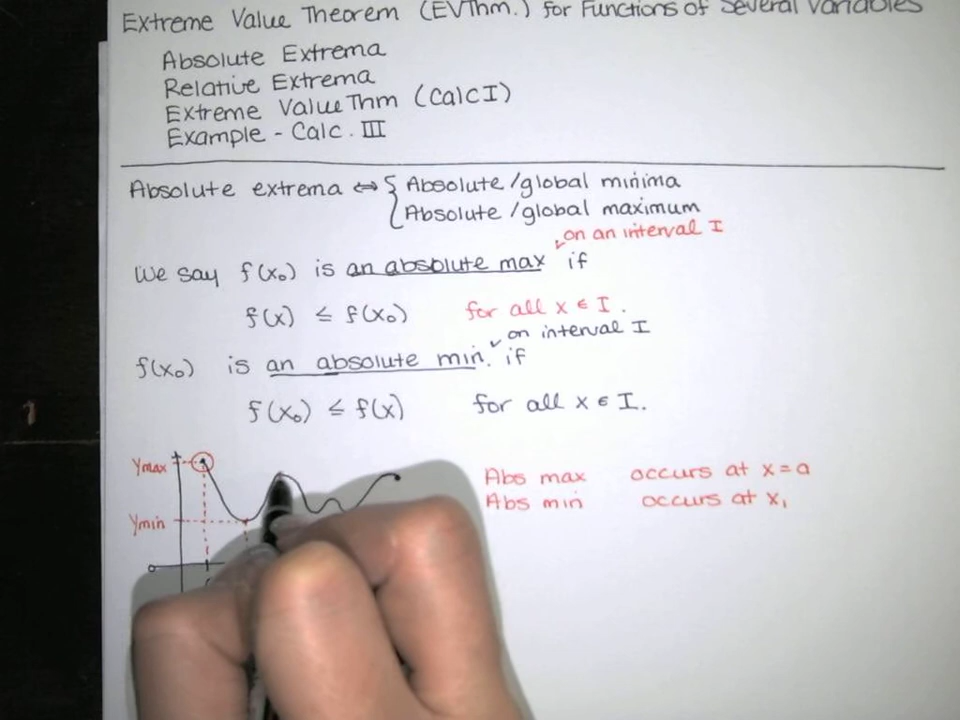 Extreme Value Theorem (EVThm.) for Functions of Several Variables
Absolute Extrema
Relative Extrema
Extreme Value Thm (Calc I)
Example - Calc. III
Absolute extrema ⇔ { Absolute/global minima
Absolute/global maximum
on an interval I
We say f(x₀) is an absolute max if
f(x) ≤ f(x₀) for all x ∈ I.
on interval I
f(x₀) is an absolute min. if
f(x₀) ≤ f(x) for all x ∈ I.
Ymax
Abs max occurs at x = a
Abs min occurs at x₁
Ymin